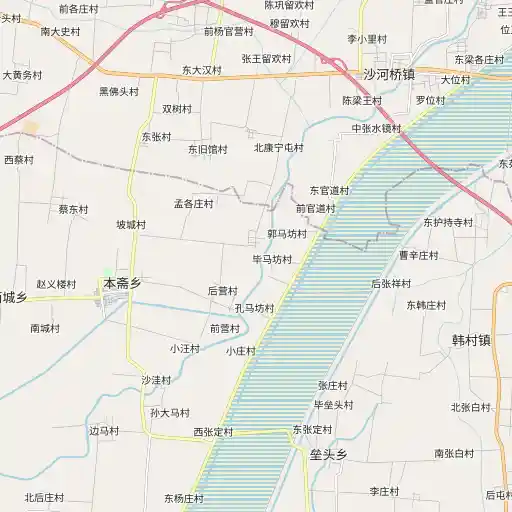 前各庄村
陈巩留欢村
穆留欢村
头村
南大史村
前杨官营村
李小里村
张王留欢村
东梁各庄村
大黄务村
东大汉村
沙河桥镇
大位村
黑佛头村
陈梁王村
罗位村
双树村
中张水镜村
东张村
东旧馆村
北康宁屯村
西蔡村
东官道村
蔡东村
孟各庄村
前官道村
坡城村
郭马坊村
东护持寺村
毕马坊村
曹辛庄村
赵义楼村
本斋乡
后营村
后张祥村
城乡
孔马坊村
东韩庄村
南城村
前营村
韩村镇
小汪村
小庄村
沙洼村
张庄村
孙大马村
毕垒头村
北张白村
边马村
西张定村
东张定村
垒头乡
南张白村
北后庄村
东杨庄村
李庄村
后屯村